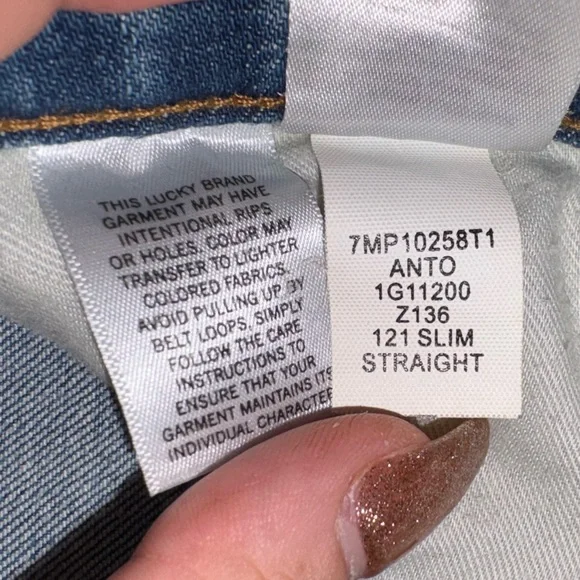 THIS LUCKY BRAND
GARMENT MAY HAVE
INTENTIONAL RIPS
OR HOLES. COLOR MAY
TRANSFER TO LIGHTER
COLORED FABRICS.
AVOID PULLING UP BY
BELT LOOPS. SIMPLY
FOLLOW THE CARE
INSTRUCTIONS TO
ENSURE THAT YOUR
GARMENT MAINTAINS ITS
INDIVIDUAL CHARACTER
7MP10258T1
ANTO
1G11200
Z136
121 SLIM
STRAIGHT